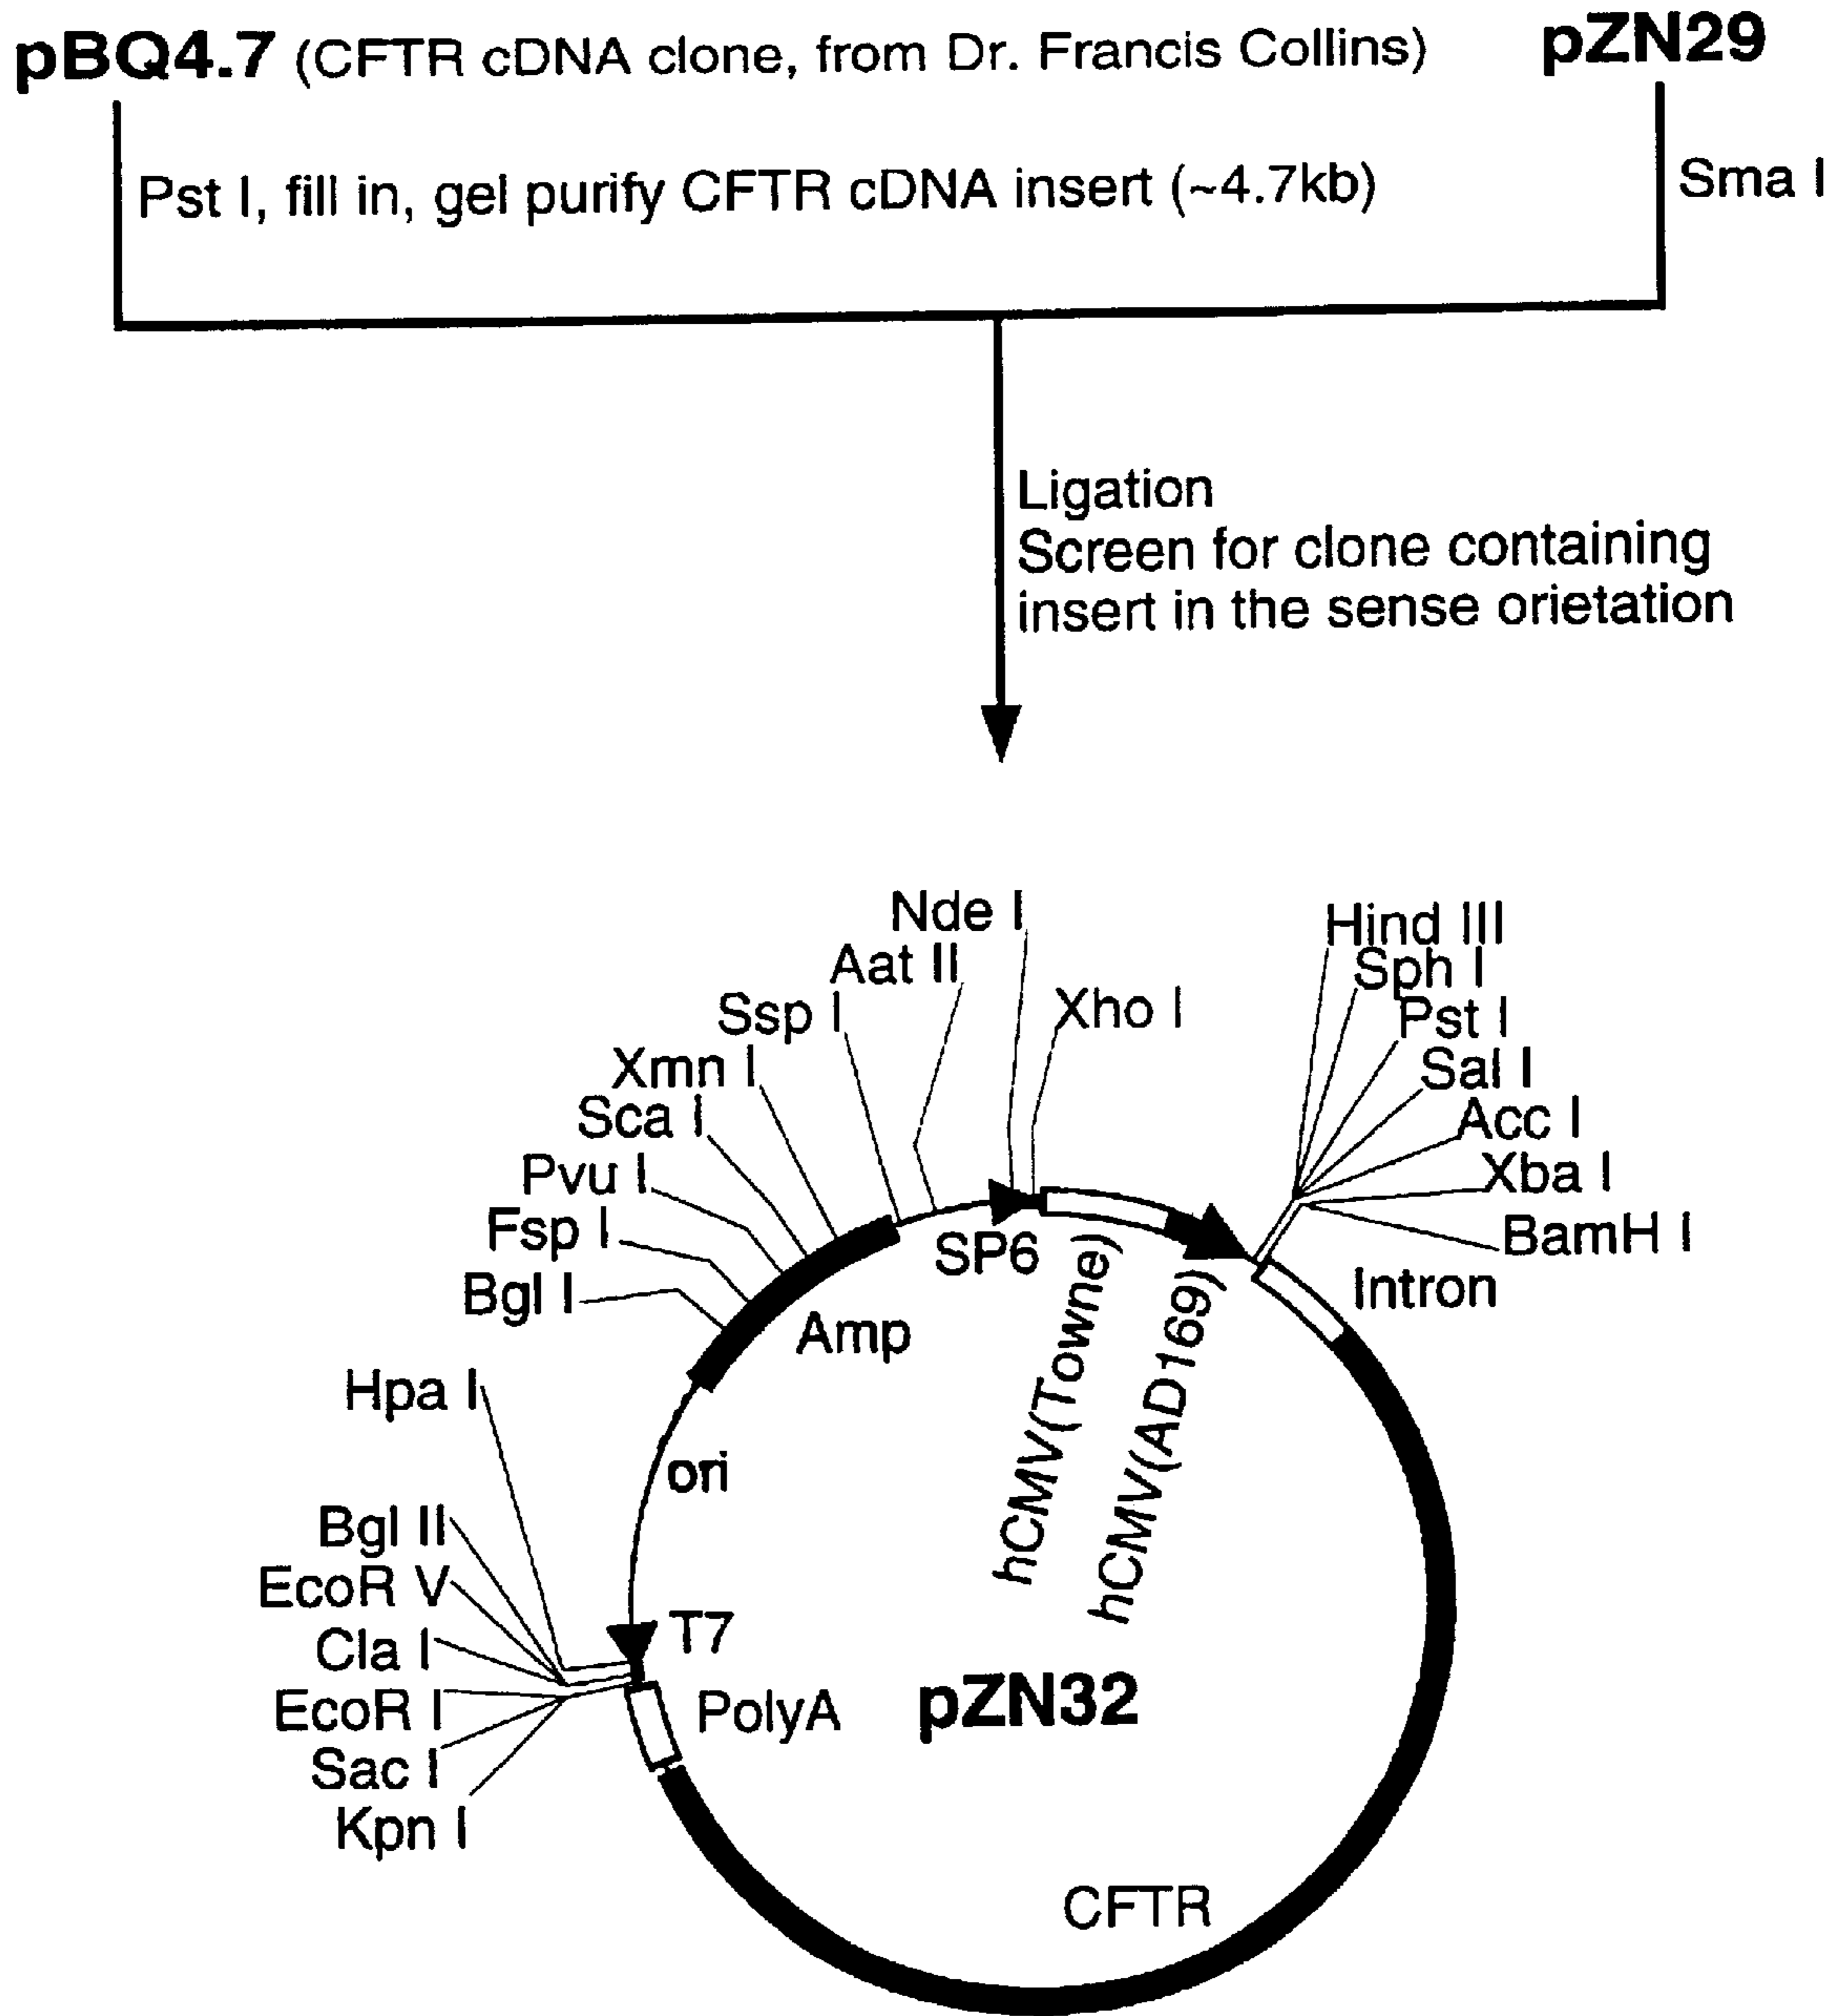 pBQ4.7 (CFTR cDNA clone, from Dr. Francis Collins) pZN29
Pst I, fill in, gel purify CFTR cDNA insert (~4.7kb)
Sma I
Ligation
Screen for clone containing
insert in the sense orietation
Nde I
Aat II
Ssp I
Xmn I
Sca I
Pvu I
Fsp I
Bgl I
Xho I
Hind III
Sph I
Pst I
Sal I
Acc I
Xba I
BamH I
SP6
hCMV(Towne)
hCMV(AD169)
Intron
Amp
ori
Hpa I
Bgl II
EcoR V
Cla I
EcoR I
Sac I
Kpn I
T7
PolyA
pZN32
CFTR